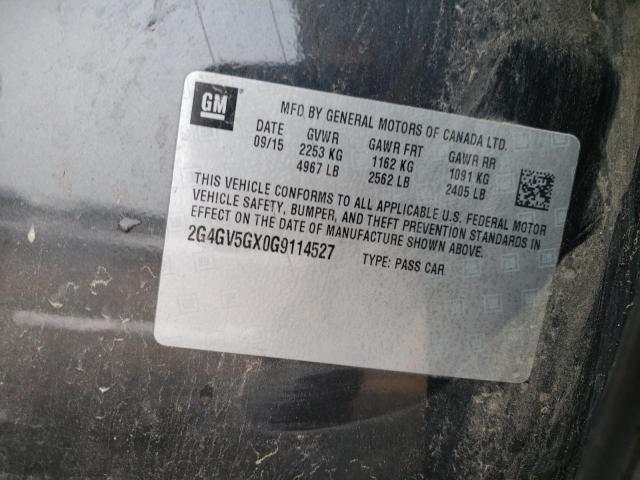 GM
MFD BY GENERAL MOTORS OF CANADA LTD.
DATE GVWR GAWR FRT GAWR RR
09/15 2253 KG 1162 KG 1091 KG
4967 LB 2562 LB 2405 LB
THIS VEHICLE CONFORMS TO ALL APPLICABLE U.S. FEDERAL MOTOR
VEHICLE SAFETY, BUMPER, AND THEFT PREVENTION STANDARDS IN
EFFECT ON THE DATE OF MANUFACTURE SHOWN ABOVE.
2G4GV5GX0G9114527 TYPE: PASS CAR